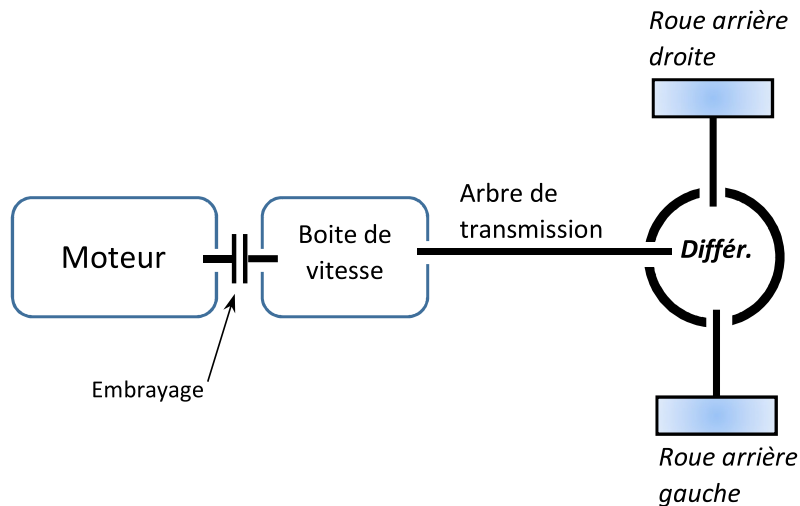 Roue arrière
droite
Arbre de
transmission
Moteur
Boite de
vitesse
Différ.
Embrayage
Roue arrière
gauche